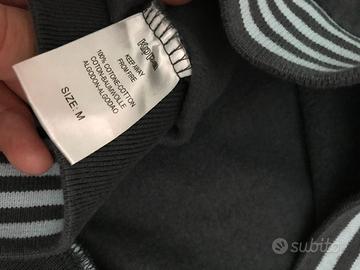 KEEP AWAY
FROM FIRE
100% COTONE-COTTON
COTON-BAUMWOLLE
ALGODON-ALGODÃO
SIZE: M
subito